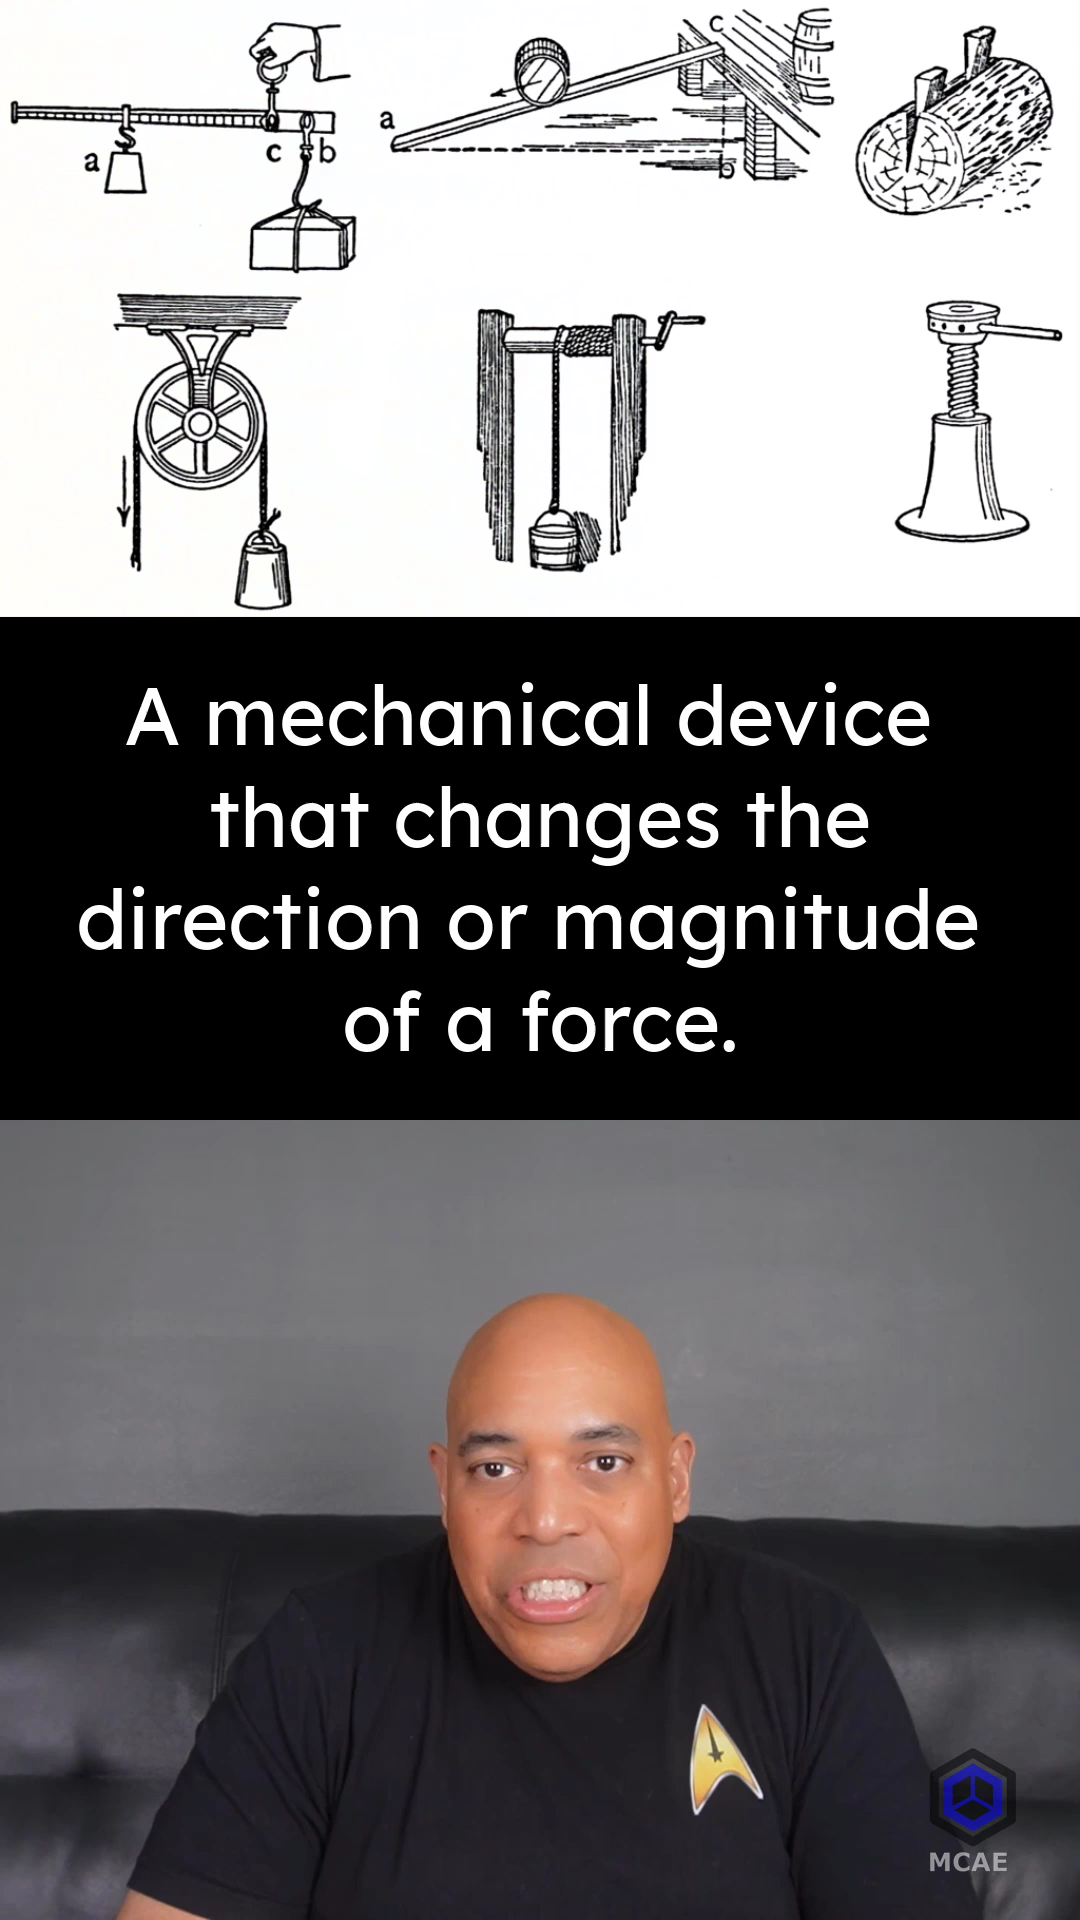 c
a
a
c b
b
A mechanical device
that changes the
direction or magnitude
of a force.
MCAE